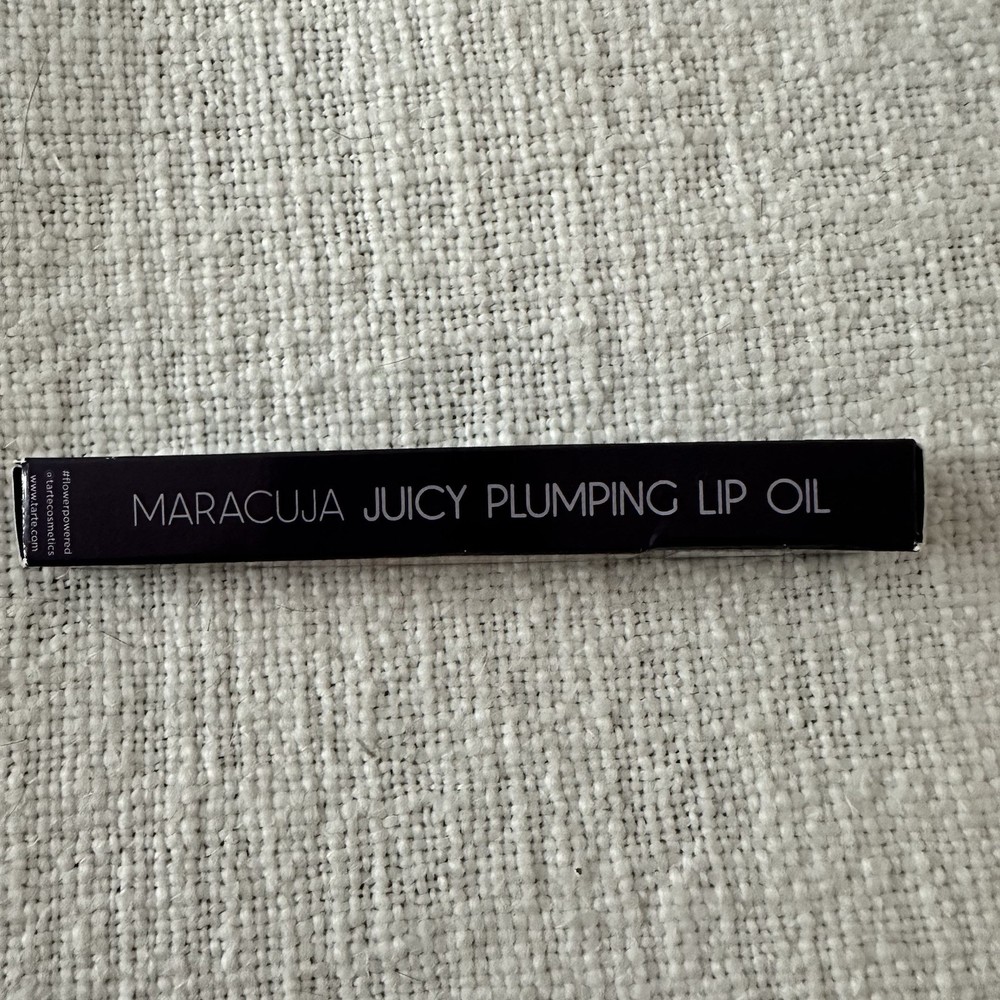 MARACUJA JUICY PLUMPING LIP OIL
#flowerpowered
@tartecosmetics
www.tarte.com